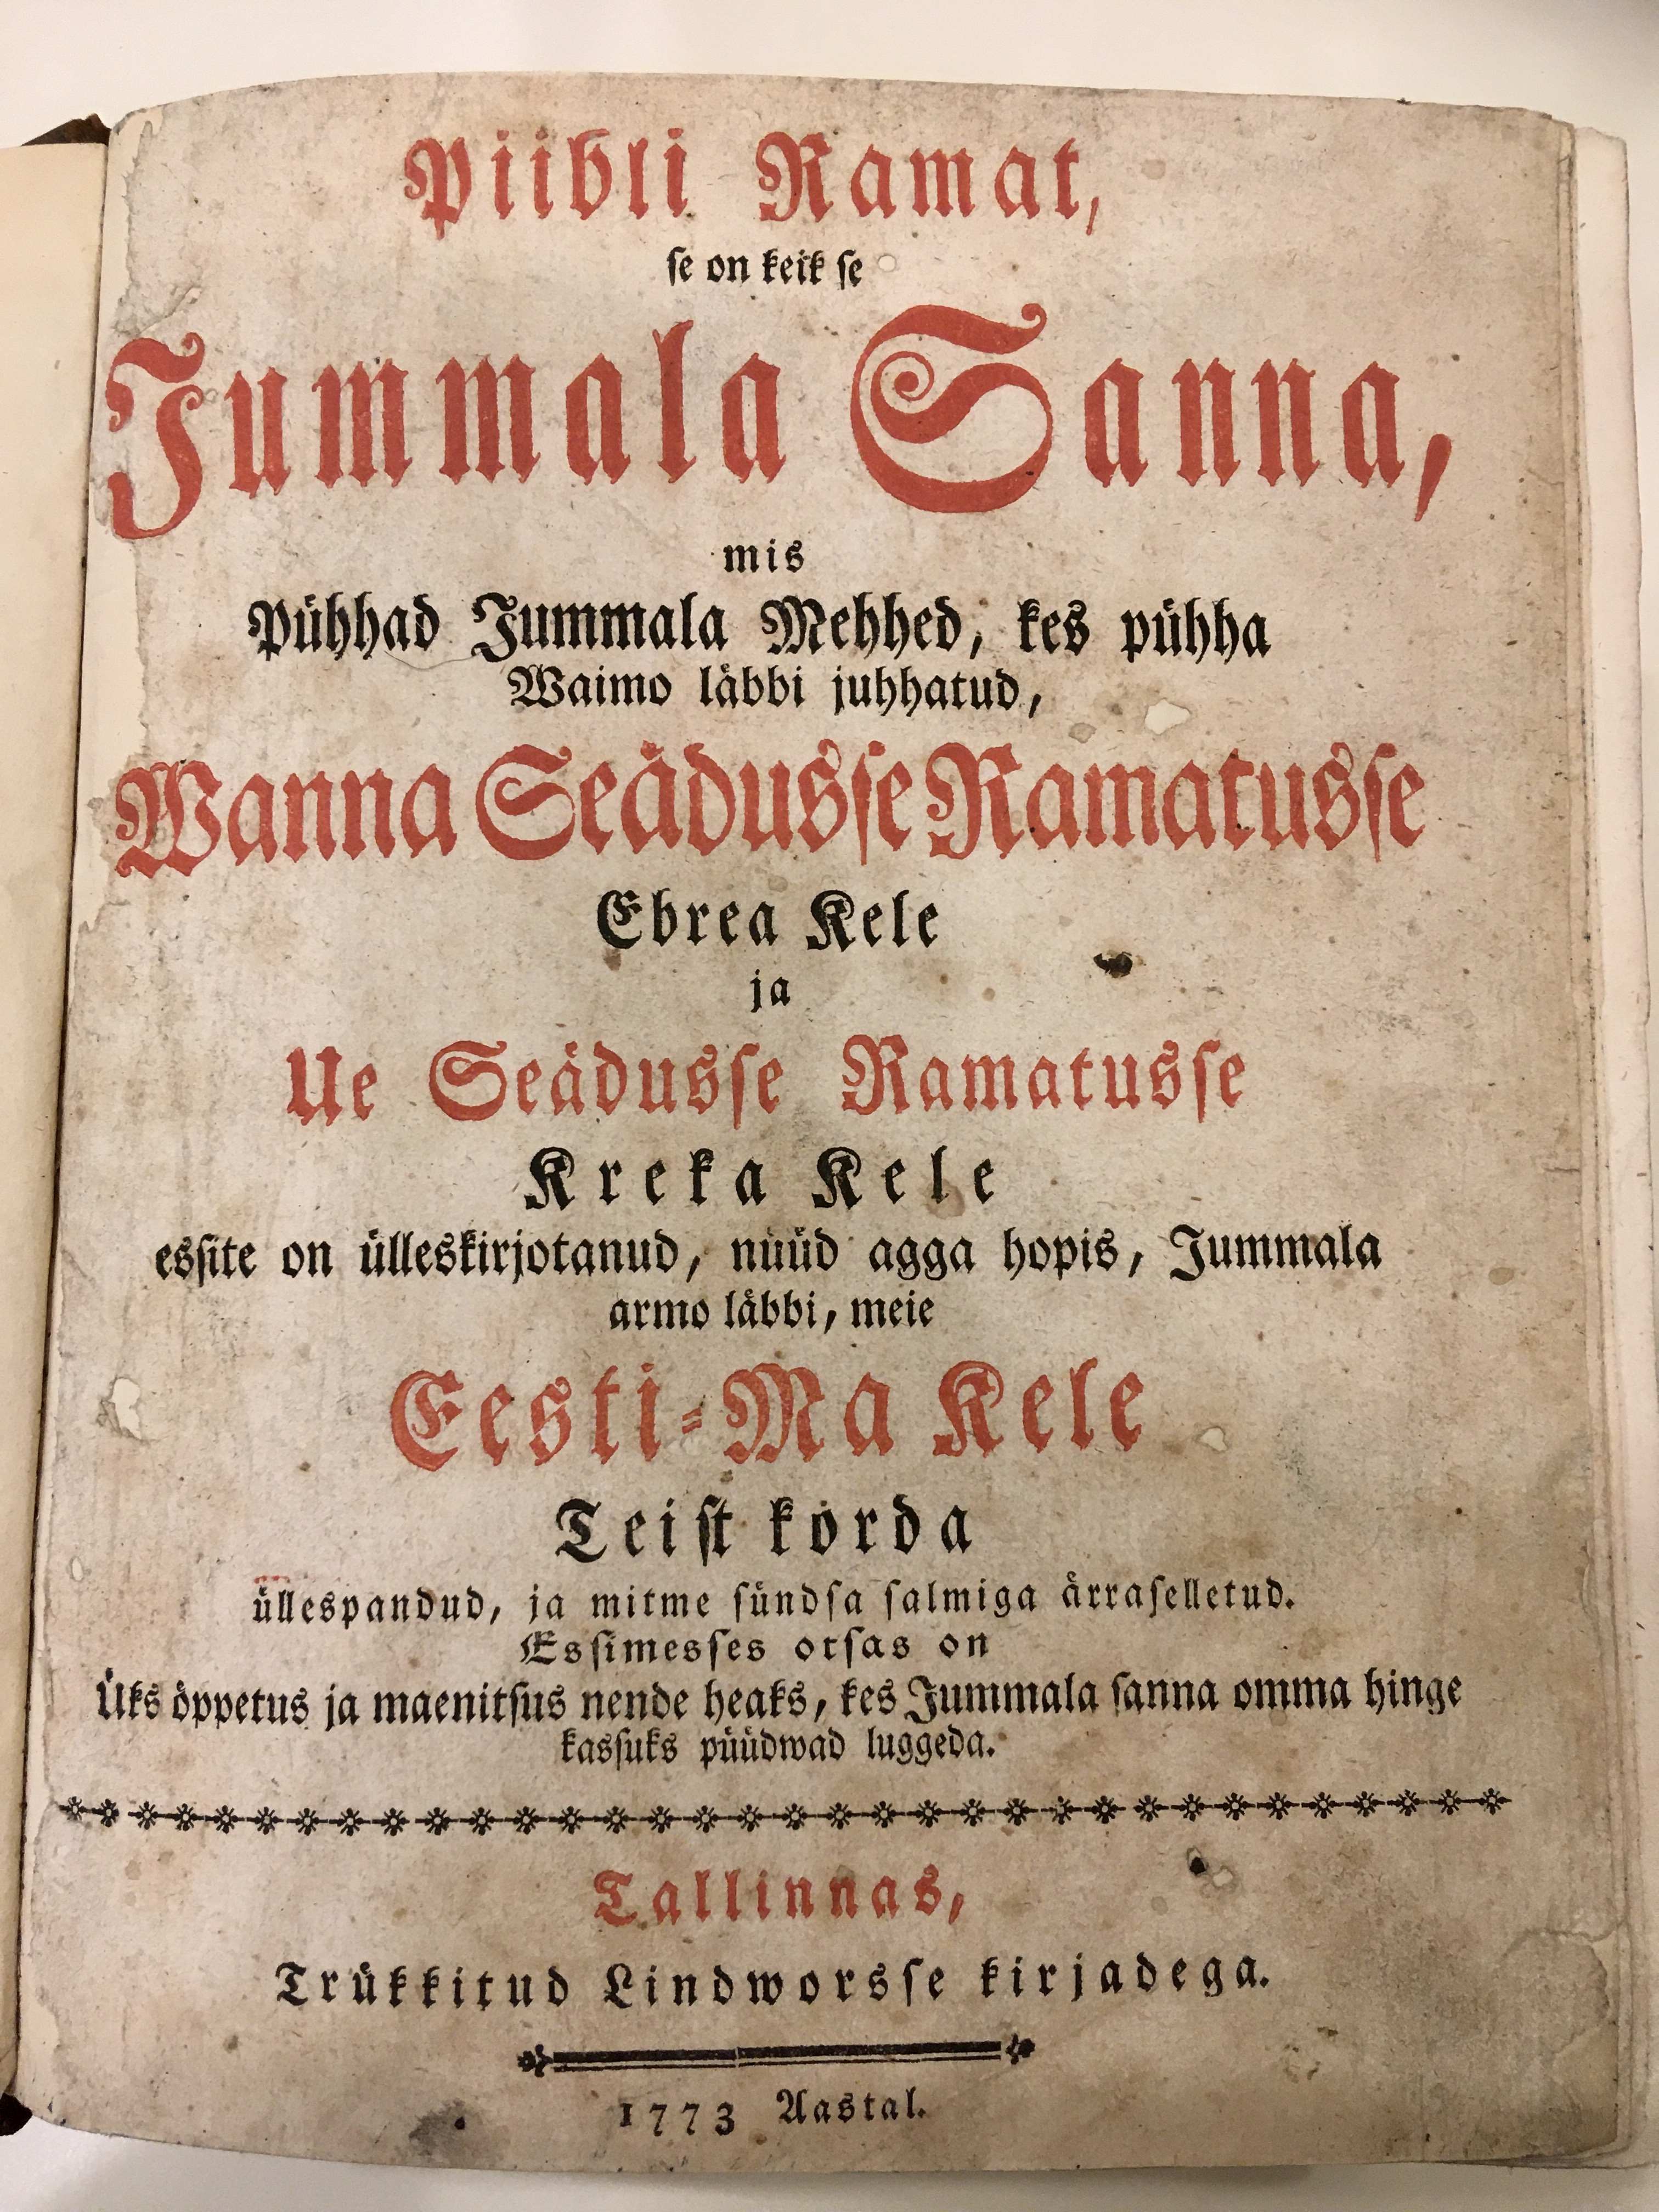 Piibli Ramat,
ſe on keik ſe
Jummala Sanna,
mis
Pühhad Jummala Mehhed, kes pühha
Waimo läbbi juhhatud,
Wanna Seädusſe Ramatusſe
Ebrea Kele
ja
Ue Seädusſe Ramatusſe
Kreka Kele
esſite on ülleskirjotanud, nüüd agga hopis, Jummala
armo läbbi, meie
Eesti-Ma Kele
Teiſt korda
üllespandud, ja mitme ſündſa ſalmiga ärraſelletud.
Esſimesſes otſas on
Üks öppetus ja maenitſus nende heaks, kes Jummala ſanna omma hinge
kasſuks püüdwad luggeda.
Tallinnas,
Trükkitud Lindworsſe kirjadega.
1773 Aastal.